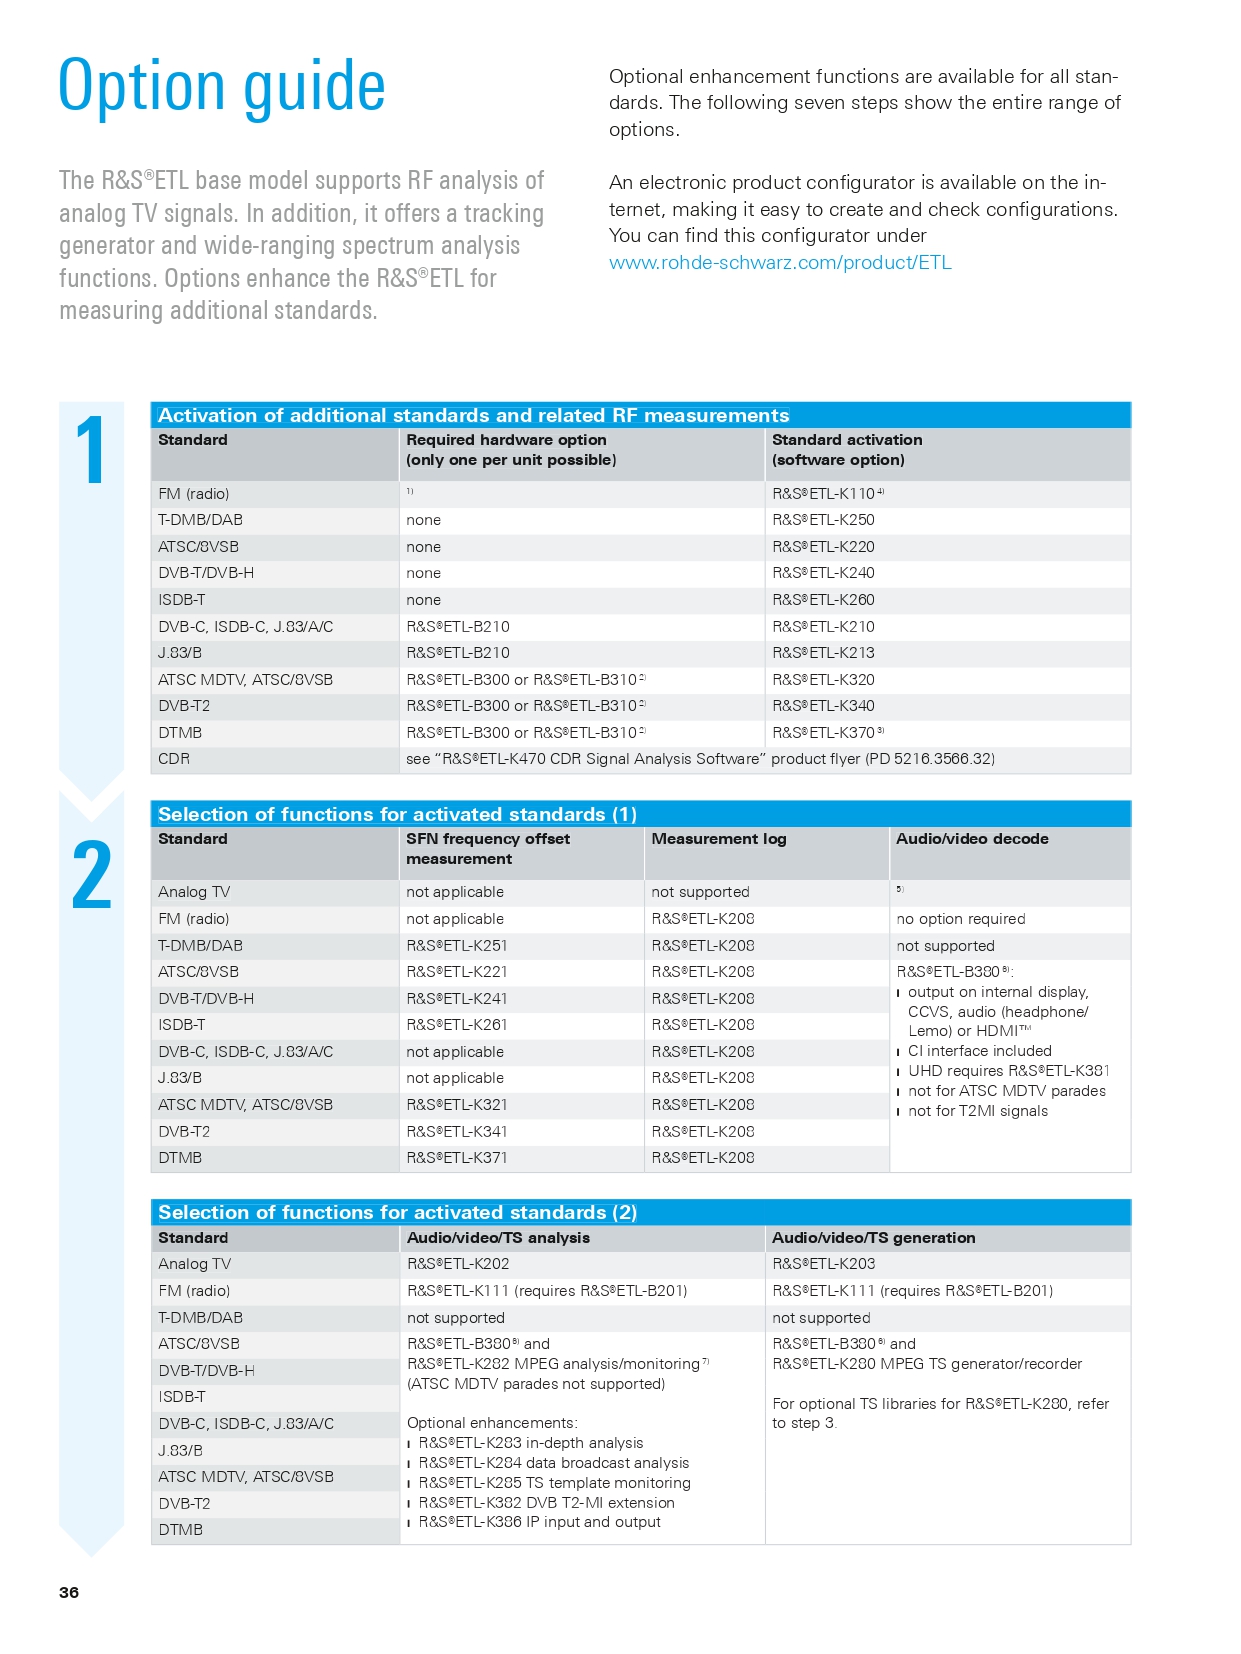 Option guide
The R&S®ETL base model supports RF analysis of
analog TV signals. In addition, it offers a tracking
generator and wide-ranging spectrum analysis
functions. Options enhance the R&S®ETL for
measuring additional standards.
Optional enhancement functions are available for all stan-
dards. The following seven steps show the entire range of
options.
An electronic product configurator is available on the in-
ternet, making it easy to create and check configurations.
You can find this configurator under
www.rohde-schwarz.com/product/ETL
1
Activation of additional standards and related RF measurements
Standard Required hardware option (only one per unit possible) Standard activation (software option)
FM (radio) 1) R&S®ETL-K110 4)
T-DMB/DAB none R&S®ETL-K250
ATSC/8VSB none R&S®ETL-K220
DVB-T/DVB-H none R&S®ETL-K240
ISDB-T none R&S®ETL-K260
DVB-C, ISDB-C, J.83/A/C R&S®ETL-B210 R&S®ETL-K210
J.83/B R&S®ETL-B210 R&S®ETL-K213
ATSC MDTV, ATSC/8VSB R&S®ETL-B300 or R&S®ETL-B310 2) R&S®ETL-K320
DVB-T2 R&S®ETL-B300 or R&S®ETL-B310 2) R&S®ETL-K340
DTMB R&S®ETL-B300 or R&S®ETL-B310 2) R&S®ETL-K370 3)
CDR see “R&S®ETL-K470 CDR Signal Analysis Software” product flyer (PD 5216.3566.32)
2
Selection of functions for activated standards (1)
Standard SFN frequency offset measurement Measurement log Audio/video decode
Analog TV not applicable not supported 5)
FM (radio) not applicable R&S®ETL-K208 no option required
T-DMB/DAB R&S®ETL-K251 R&S®ETL-K208 not supported
ATSC/8VSB R&S®ETL-K221 R&S®ETL-K208
DVB-T/DVB-H R&S®ETL-K241 R&S®ETL-K208
ISDB-T R&S®ETL-K261 R&S®ETL-K208
DVB-C, ISDB-C, J.83/A/C not applicable R&S®ETL-K208
J.83/B not applicable R&S®ETL-K208
ATSC MDTV, ATSC/8VSB R&S®ETL-K321 R&S®ETL-K208
DVB-T2 R&S®ETL-K341 R&S®ETL-K208
DTMB R&S®ETL-K371 R&S®ETL-K208
R&S®ETL-B380 6):
output on internal display,
CCVS, audio (headphone/
Lemo) or HDMI™
CI interface included
UHD requires R&S®ETL-K381
not for ATSC MDTV parades
not for T2MI signals
Selection of functions for activated standards (2)
Standard Audio/video/TS analysis Audio/video/TS generation
Analog TV R&S®ETL-K202 R&S®ETL-K203
FM (radio) R&S®ETL-K111 (requires R&S®ETL-B201) R&S®ETL-K111 (requires R&S®ETL-B201)
T-DMB/DAB not supported not supported
ATSC/8VSB
DVB-T/DVB-H
ISDB-T
DVB-C, ISDB-C, J.83/A/C
J.83/B
ATSC MDTV, ATSC/8VSB
DVB-T2
DTMB
R&S®ETL-B380 6) and
R&S®ETL-K282 MPEG analysis/monitoring 7)
(ATSC MDTV parades not supported)
Optional enhancements:
R&S®ETL-K283 in-depth analysis
R&S®ETL-K284 data broadcast analysis
R&S®ETL-K285 TS template monitoring
R&S®ETL-K382 DVB T2-MI extension
R&S®ETL-K386 IP input and output
R&S®ETL-B380 6) and
R&S®ETL-K280 MPEG TS generator/recorder
For optional TS libraries for R&S®ETL-K280, refer
to step 3.
36